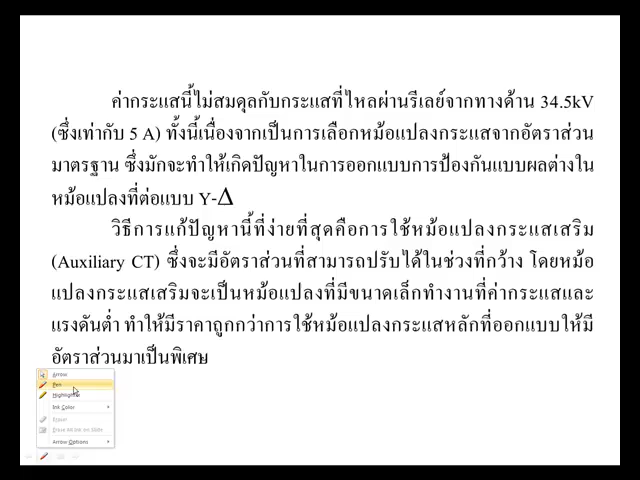 ค่ากระแสนี้ไม่สมดุลกับกระแสที่ไหลผ่านรีเลย์จากทางด้าน 34.5kV
(ซึ่งเท่ากับ 5 A) ทั้งนี้เนื่องจากเป็นการเลือกหม้อแปลงกระแสจากอัตราส่วน
มาตรฐาน ซึ่งมักจะทำให้เกิดปัญหาในการออกแบบการป้องกันแบบผลต่างใน
หม้อแปลงที่ต่อแบบ Y-Δ
วิธีการแก้ปัญหานี้ที่ง่ายที่สุดคือการใช้หม้อแปลงกระแสเสริม
(Auxiliary CT) ซึ่งจะมีอัตราส่วนที่สามารถปรับได้ในช่วงที่กว้าง โดยหม้อ
แปลงกระแสเสริมจะเป็นหม้อแปลงที่มีขนาดเล็กทำงานที่ค่ากระแสและ
แรงดันต่ำ ทำให้มีราคาถูกกว่าการใช้หม้อแปลงกระแสหลักที่ออกแบบให้มี
อัตราส่วนมาเป็นพิเศษ
Arrow
Pen
Highlighter
Ink Color
Eraser
Erase All Ink on Slide
Arrow Options